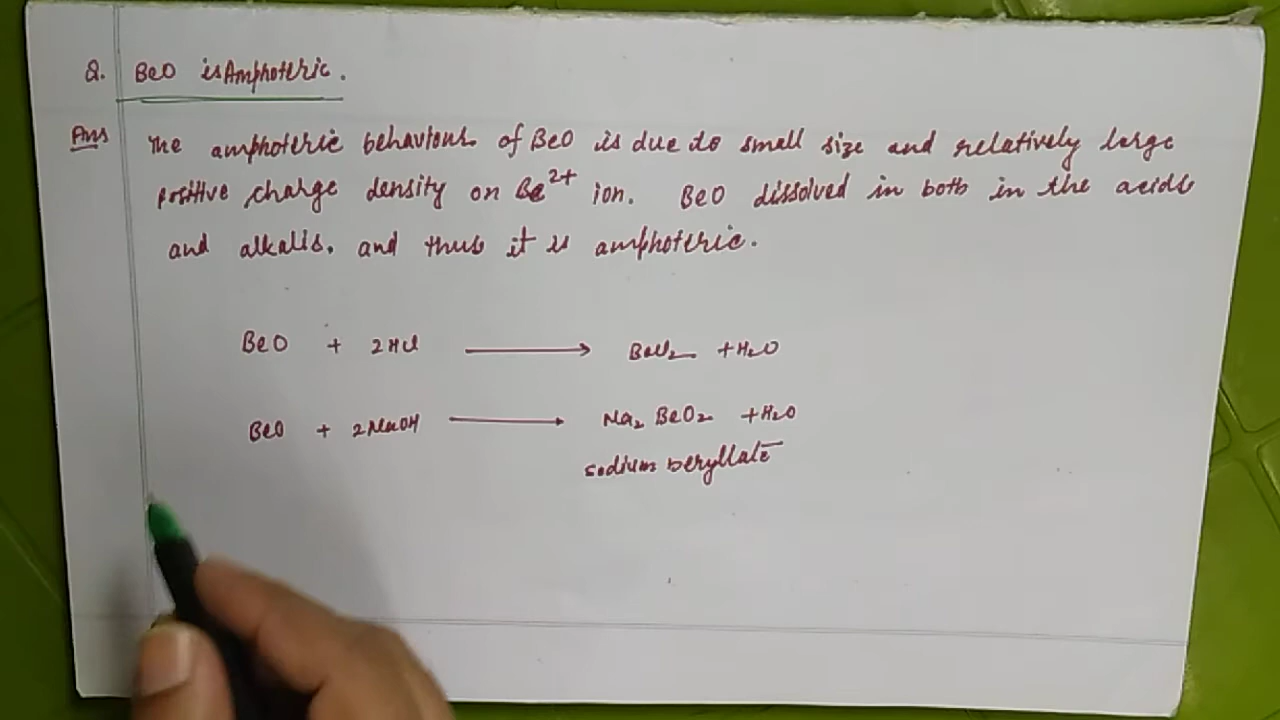 Q. BeO is Amphoteric.
Ans The amphoteric behaviour of BeO is due to small size and relatively large
positive charge density on Be²⁺ ion. BeO dissolved in both in the acids
and alkalis. and thus it is amphoteric.
BeO + 2HCl ⟶ BeCl₂ + H₂O
BeO + 2NaOH ⟶ Na₂BeO₂ + H₂O
sodium beryllate